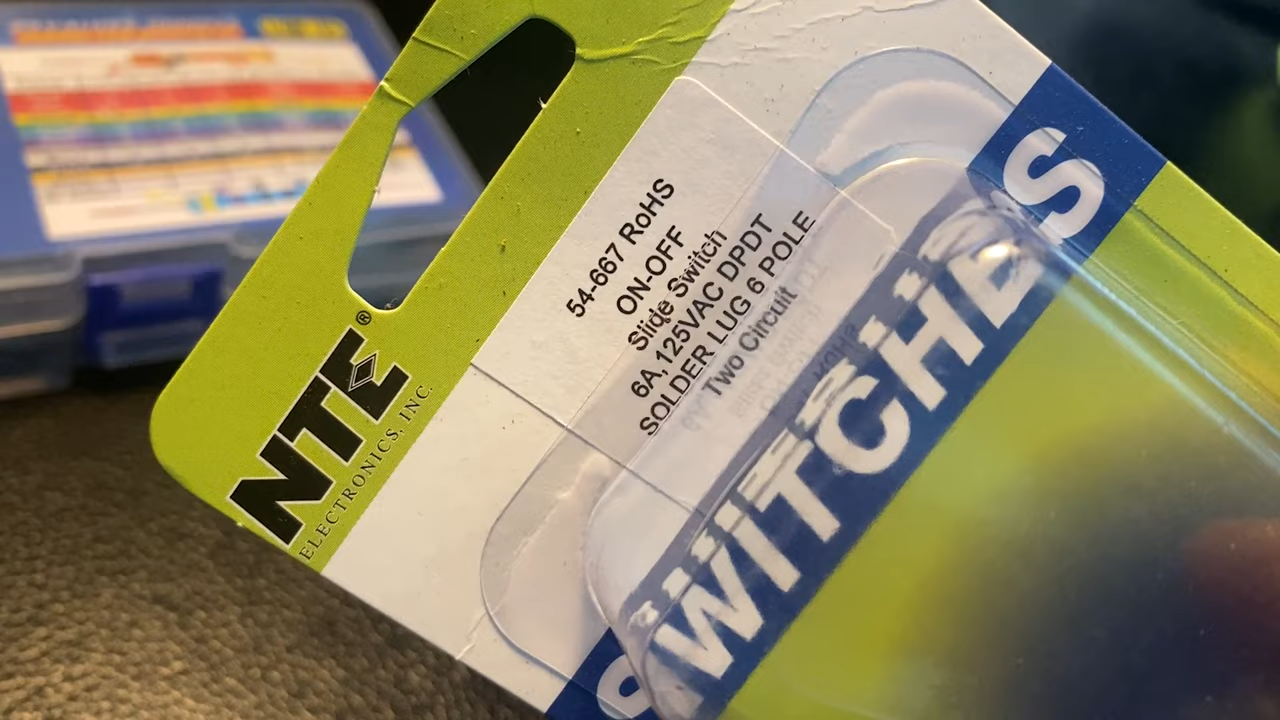 NTE®
ELECTRONICS, INC.
54-667 RoHS
ON-OFF
Slide Switch
6A, 125VAC DPDT
SOLDER LUG 6 POLE
Two Circuit
SWITCHES